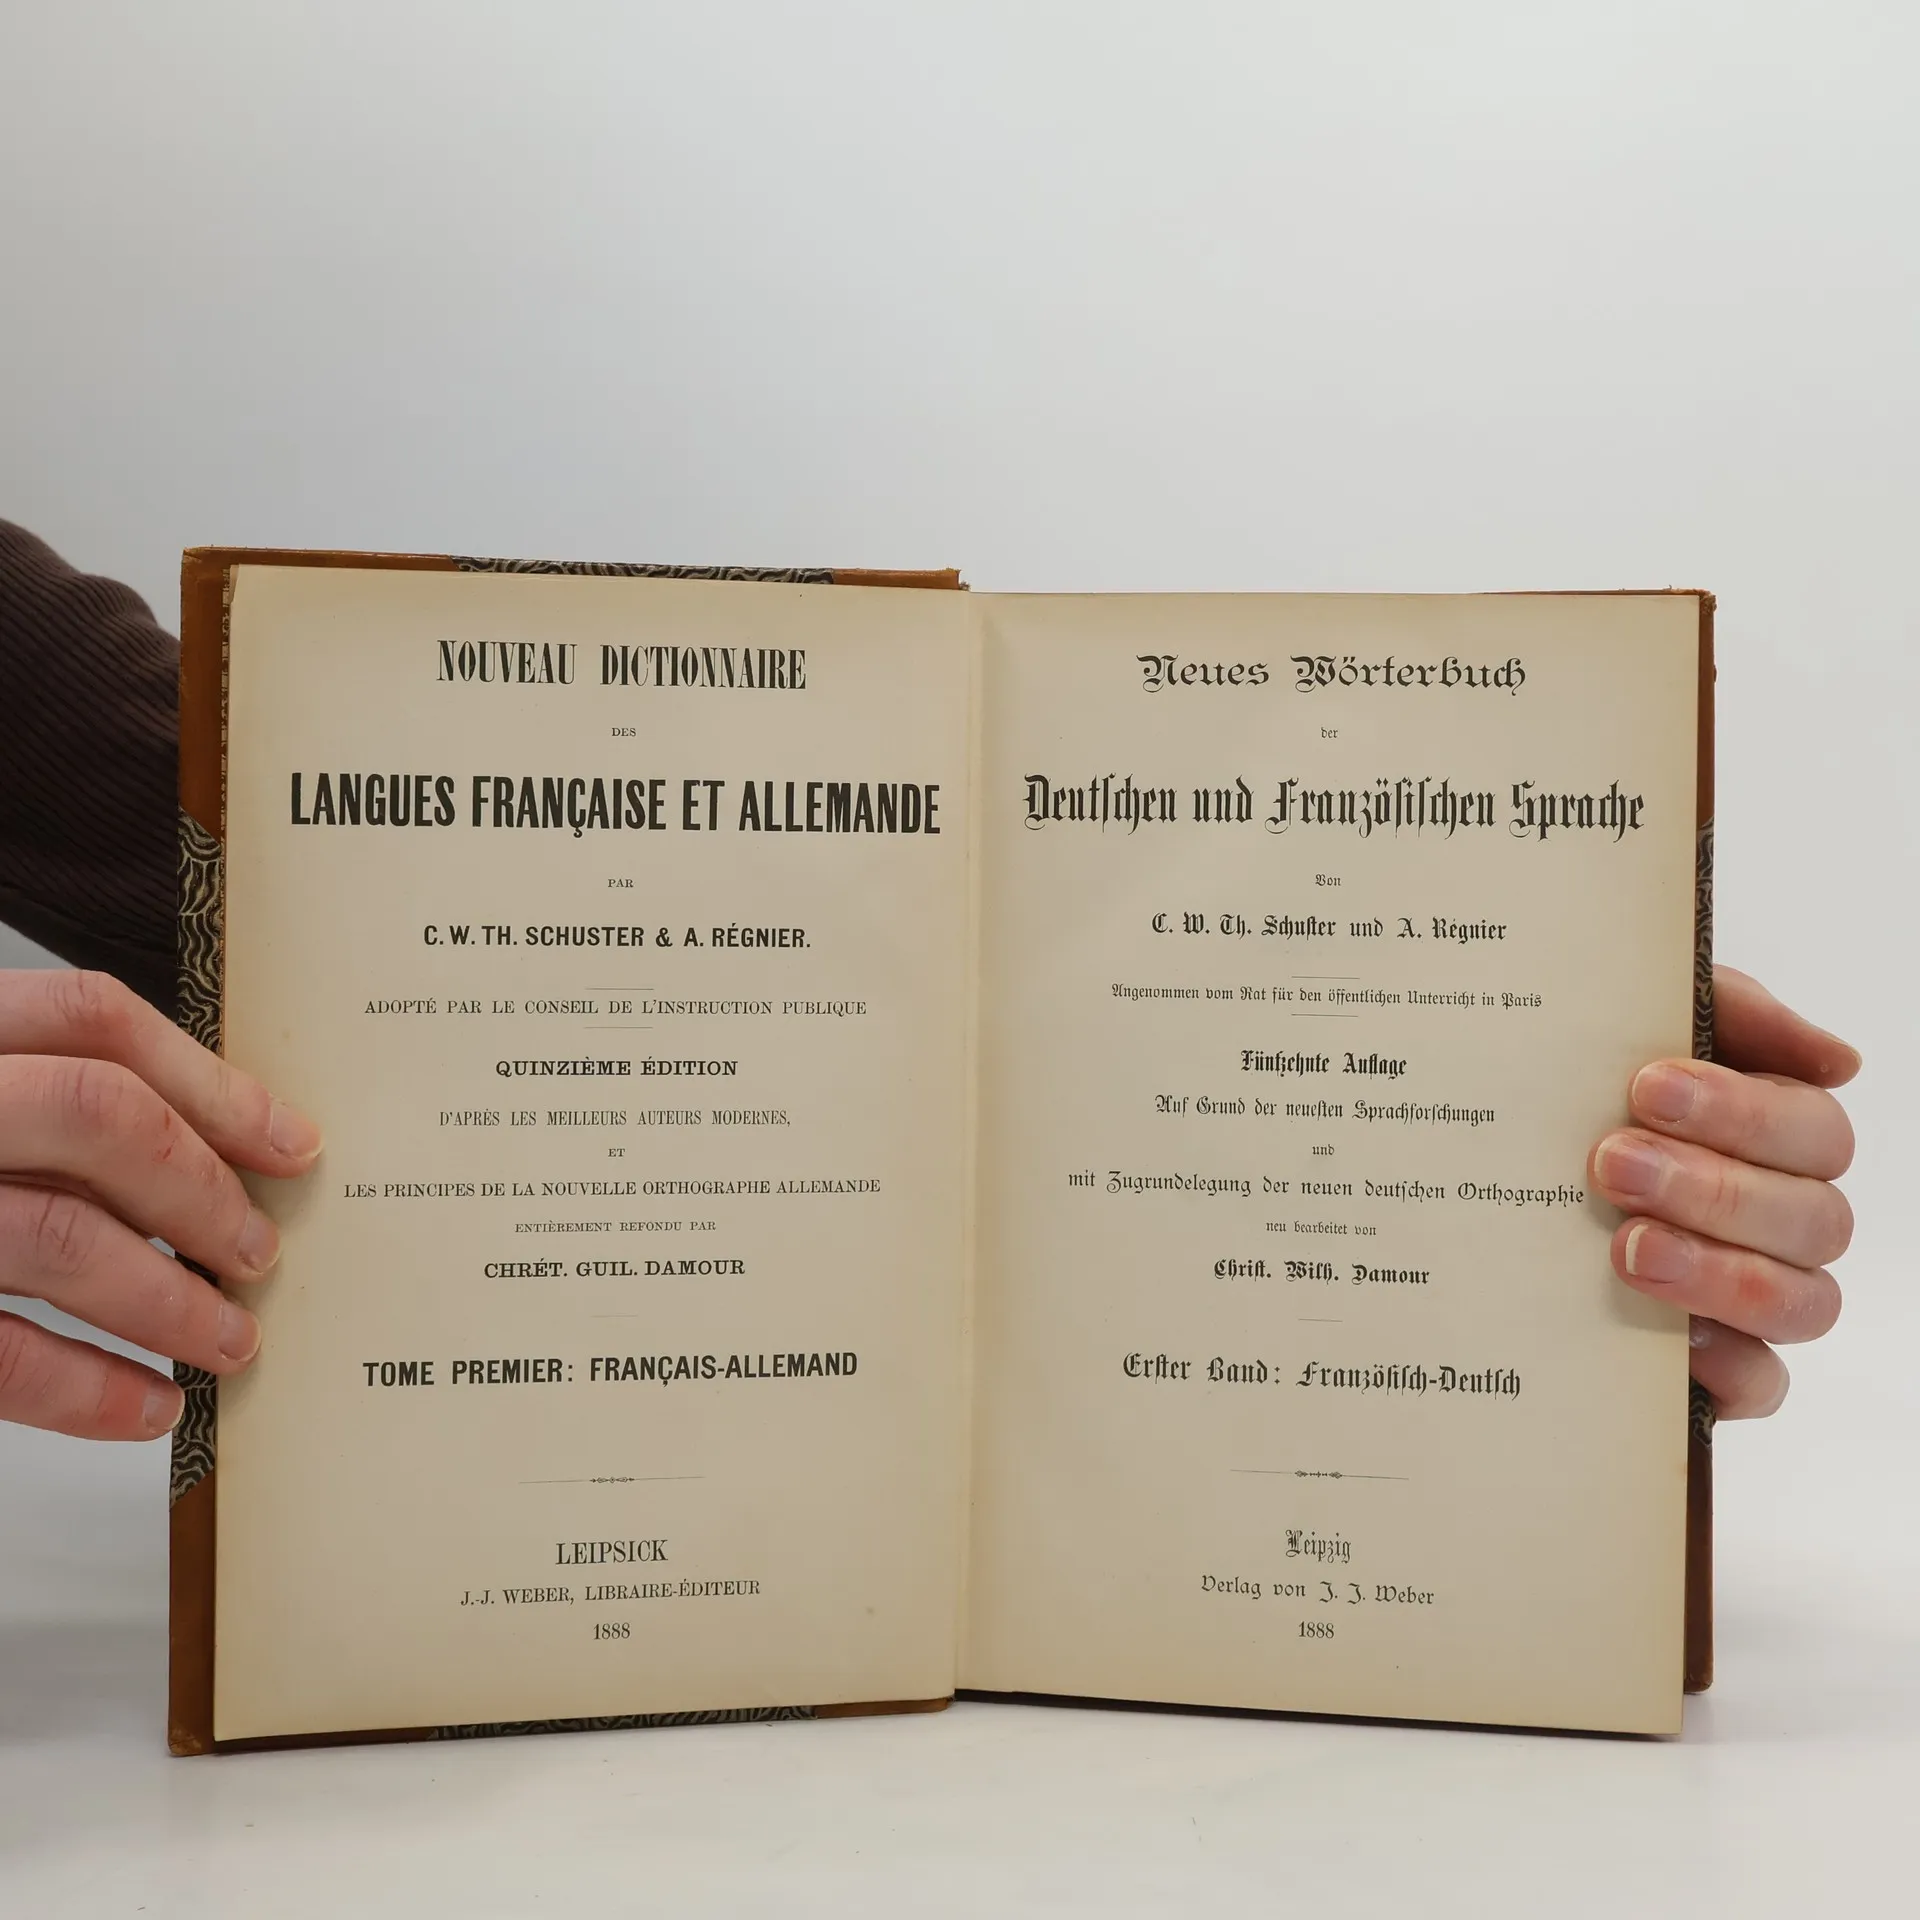 NOUVEAU DICTIONNAIRE
DES
LANGUES FRANÇAISE ET ALLEMANDE
PAR
C. W. TH. SCHUSTER & A. RÉGNIER.
ADOPTÉ PAR LE CONSEIL DE L'INSTRUCTION PUBLIQUE
QUINZIÈME ÉDITION
D'APRÈS LES MEILLEURS AUTEURS MODERNES,
ET
LES PRINCIPES DE LA NOUVELLE ORTHOGRAPHE ALLEMANDE
ENTIÈREMENT REFONDU PAR
CHRÉT. GUIL. DAMOUR
TOME PREMIER: FRANÇAIS-ALLEMAND
LEIPSICK
J.-J. WEBER, LIBRAIRE-ÉDITEUR
1888
Neues Wörterbuch
der
Deutschen und Französischen Sprache
Von
C. W. Th. Schuster und A. Régnier
Angenommen vom Rat für den öffentlichen Unterricht in Paris
Fünfzehnte Auflage
Auf Grund der neuesten Sprachforschungen
und
mit Zugrundelegung der neuen deutschen Orthographie
neu bearbeitet von
Christ. Wilh. Damour
Erster Band: Französisch-Deutsch
Leipzig
Verlag von J. J. Weber
1888